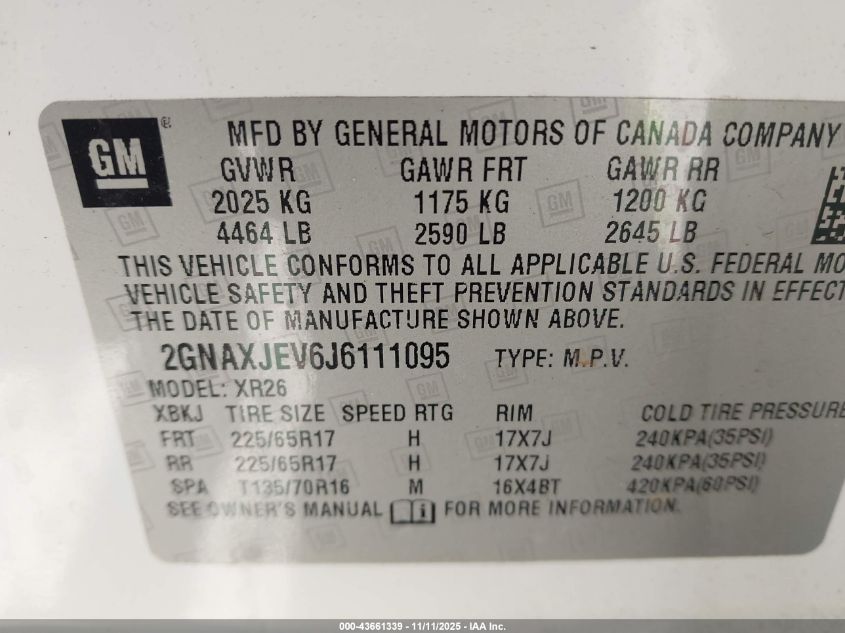 GM ® MFD BY GENERAL MOTORS OF CANADA COMPANY
GVWR GAWR FRT GAWR RR
2025 KG 1175 KG 1200 KG
4464 LB 2590 LB 2645 LB
THIS VEHICLE CONFORMS TO ALL APPLICABLE U.S. FEDERAL MO
VEHICLE SAFETY AND THEFT PREVENTION STANDARDS IN EFFECT
THE DATE OF MANUFACTURE SHOWN ABOVE.
2GNAXJEV6J6111095 TYPE: M.P.V.
MODEL: XR26
XBKJ TIRE SIZE SPEED RTG RIM COLD TIRE PRESSURE
FRT 225/65R17 H 17X7J 240KPA(35PSI)
RR 225/65R17 H 17X7J 240KPA(35PSI)
SPA T135/70R16 M 16X4BT 420KPA(60PSI)
SEE OWNER'S MANUAL i FOR MORE INFORMATION.
000-43661339 - 11/11/2025 - IAA Inc.